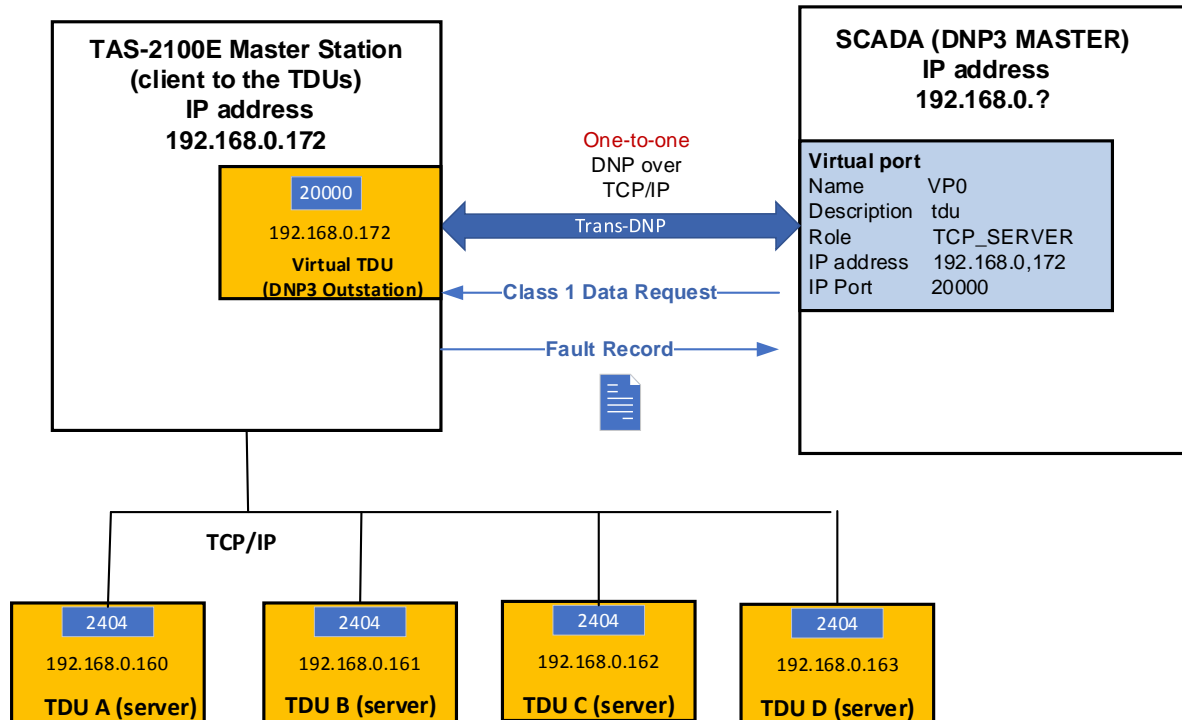 TAS-2100E Master Station
(client to the TDUs)
IP address
192.168.0.172
20000
192.168.0.172
Virtual TDU
(DNP3 Outstation)
One-to-one
DNP over
TCP/IP
Trans-DNP
Class 1 Data Request
Fault Record
SCADA (DNP3 MASTER)
IP address
192.168.0.?
Virtual port
Name VP0
Description tdu
Role TCP_SERVER
IP address 192.168.0,172
IP Port 20000
TCP/IP
2404
192.168.0.160
TDU A (server)
2404
192.168.0.161
TDU B (server)
2404
192.168.0.162
TDU C (server)
2404
192.168.0.163
TDU D (server)